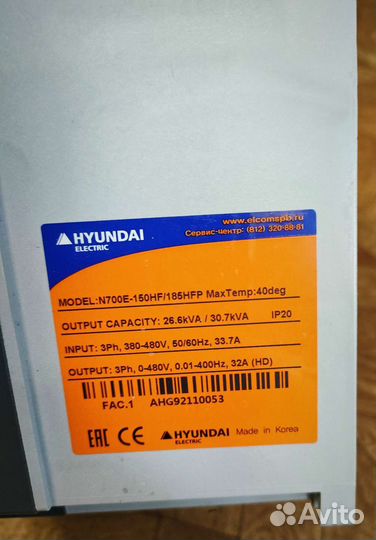 www.elcomspb.ru
Сервис-центр: (812) 320-88-81
HYUNDAI
ELECTRIC
MODEL:N700E-150HF/185HFP MaxTemp:40deg
OUTPUT CAPACITY: 26.6kVA / 30.7kVA IP20
INPUT: 3Ph, 380-480V, 50/60Hz, 33.7A
OUTPUT: 3Ph, 0-480V, 0.01-400Hz, 32A (HD)
FAC.1 AHG92110053
EAC CE HYUNDAI Made in Korea
ELECTRIC
Avito